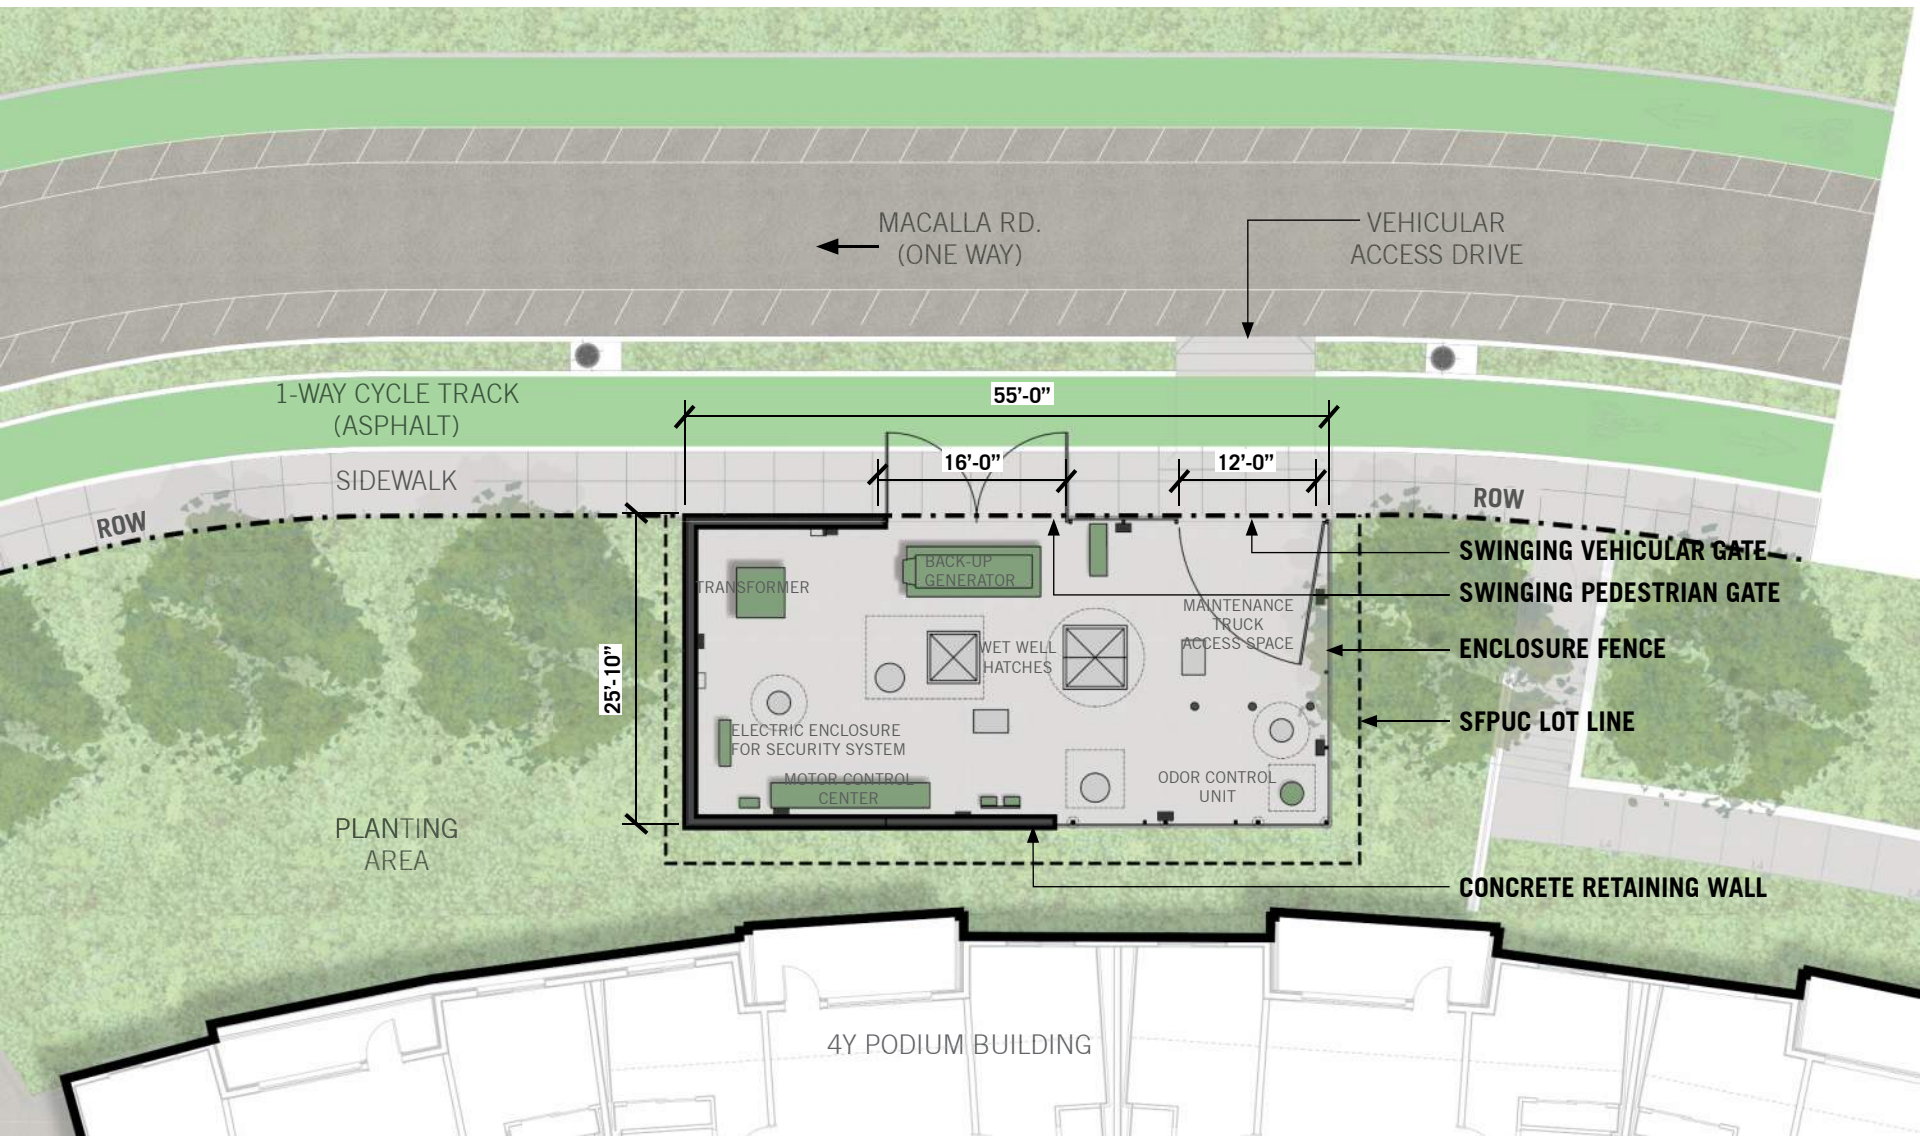 MACALLA RD.
(ONE WAY)
VEHICULAR
ACCESS DRIVE
1-WAY CYCLE TRACK
(ASPHALT)
55'-0”
SIDEWALK
16'-0”
12'-0”
ROW
ROW
SWINGING VEHICULAR GATE
SWINGING PEDESTRIAN GATE
ENCLOSURE FENCE
SFPUC LOT LINE
CONCRETE RETAINING WALL
25'-10”
TRANSFORMER
BACK-UP
GENERATOR
MAINTENANCE
TRUCK
ACCESS SPACE
WET WELL
HATCHES
ELECTRIC ENCLOSURE
FOR SECURITY SYSTEM
MOTOR CONTROL
CENTER
ODOR CONTROL
UNIT
PLANTING
AREA
4Y PODIUM BUILDING